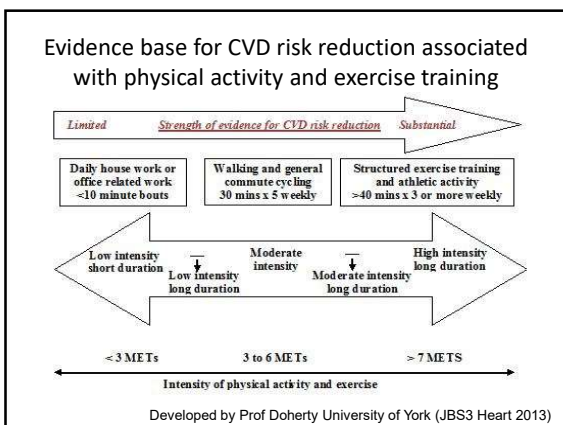 Evidence base for CVD risk reduction associated
with physical activity and exercise training
Limited Strength of evidence for CVD risk reduction Substantial
Daily house work or
office related work
<10 minute bouts
Walking and general
commute cycling
30 mins x 5 weekly
Structured exercise training
and athletic activity
>40 mins x 3 or more weekly
Low intensity
short duration
Low intensity
long duration
Moderate
intensity
Moderate intensity
long duration
High intensity
long duration
< 3 METs 3 to 6 METs > 7 METS
Intensity of physical activity and exercise
Developed by Prof Doherty University of York (JBS3 Heart 2013)